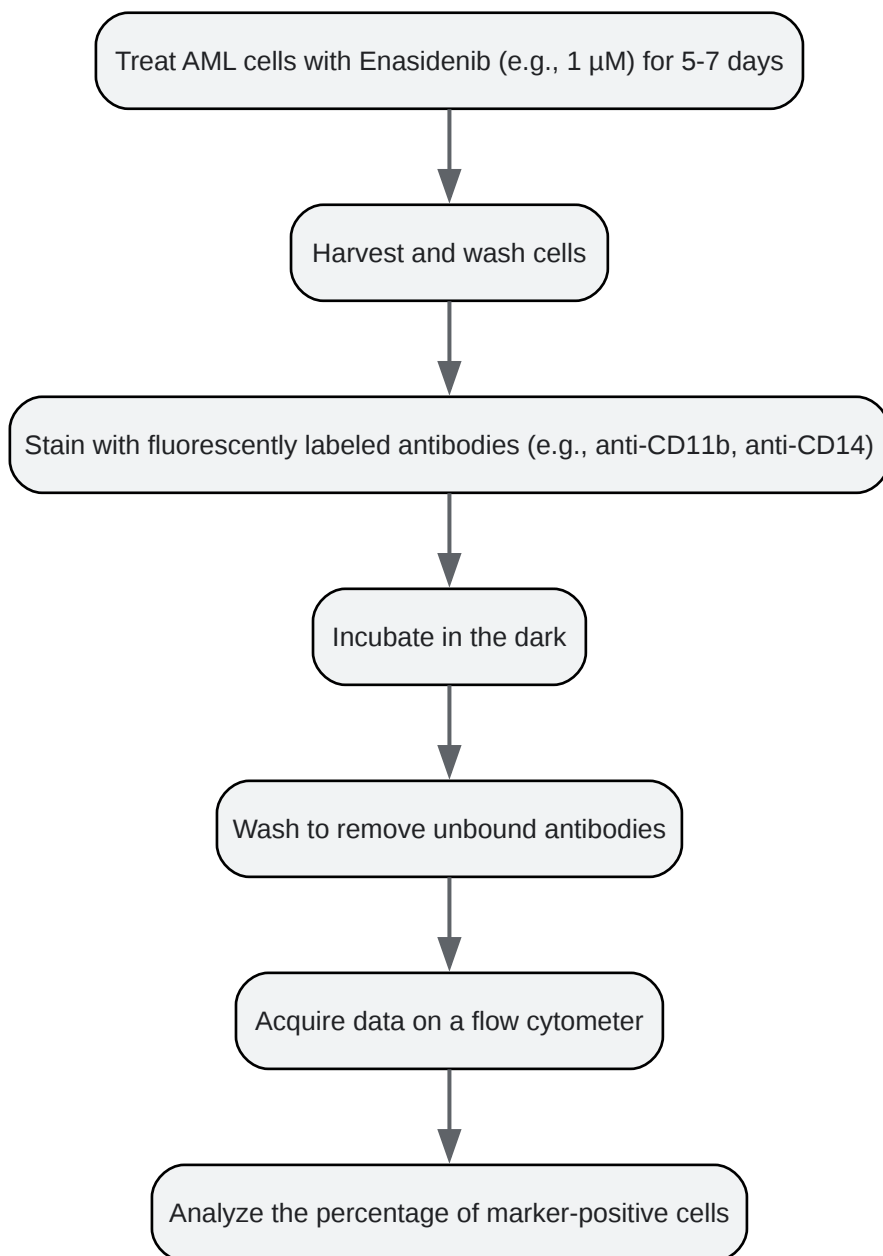 Treat AML cells with Enasidenib (e.g., 1 µM) for 5-7 days
Harvest and wash cells
Stain with fluorescently labeled antibodies (e.g., anti-CD11b, anti-CD14)
Incubate in the dark
Wash to remove unbound antibodies
Acquire data on a flow cytometer
Analyze the percentage of marker-positive cells